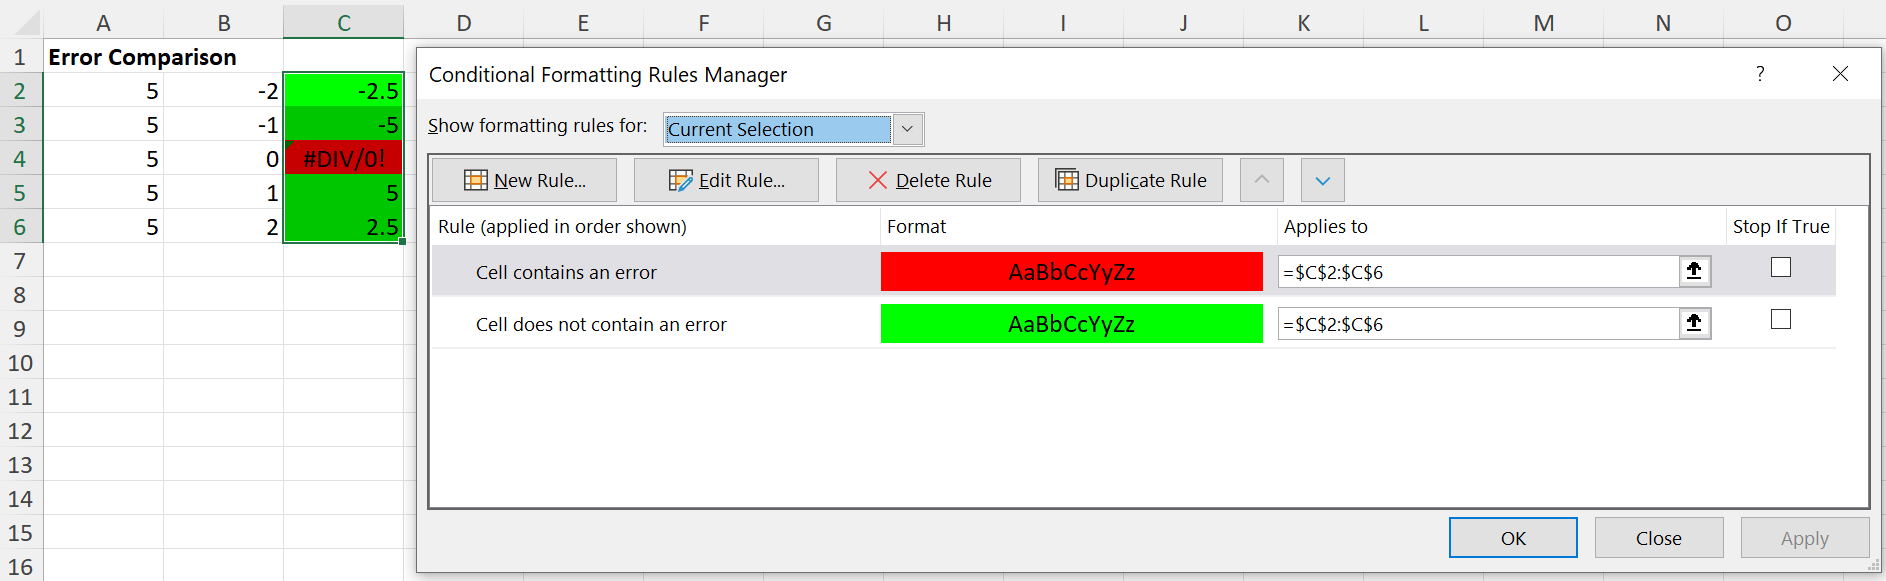 A B C D E F G H I J K L M N O
1 Error Comparison
2 5 -2 -2.5
3 5 -1 -5
4 5 0 #DIV/0!
5 5 1 5
6 5 2 2.5
7
8
9
10
11
12
13
14
15
16
Conditional Formatting Rules Manager ?
Show formatting rules for: Current Selection
New Rule... Edit Rule... Delete Rule Duplicate Rule
Rule (applied in order shown) Format Applies to Stop If True
Cell contains an error AaBbCcYyZz =$C$2:$C$6
Cell does not contain an error AaBbCcYyZz =$C$2:$C$6
OK Close Apply